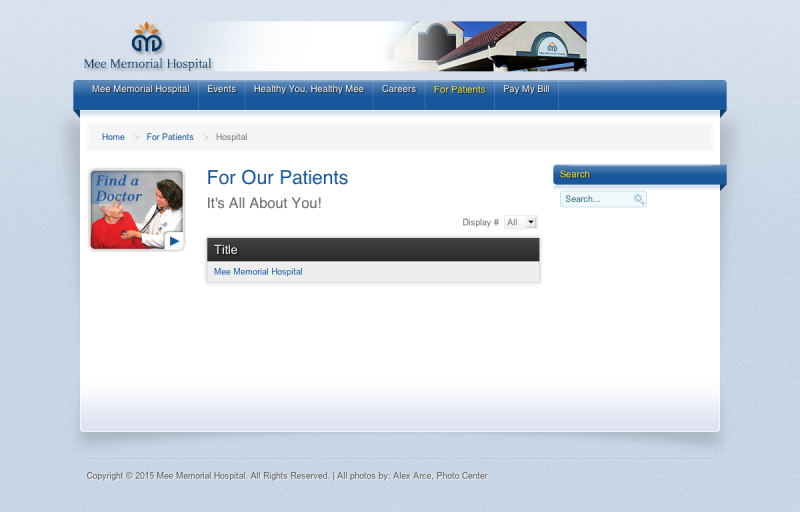 Mee Memorial Hospital
Mee Memorial Hospital
Mee Memorial Hospital Events Healthy You, Healthy Mee Careers For Patients Pay My Bill
Home > For Patients > Hospital
Find a
Doctor
For Our Patients
It's All About You!
Display # All
Title
Mee Memorial Hospital
Search
Search...
Copyright © 2015 Mee Memorial Hospital. All Rights Reserved. | All photos by: Alex Arce, Photo Center